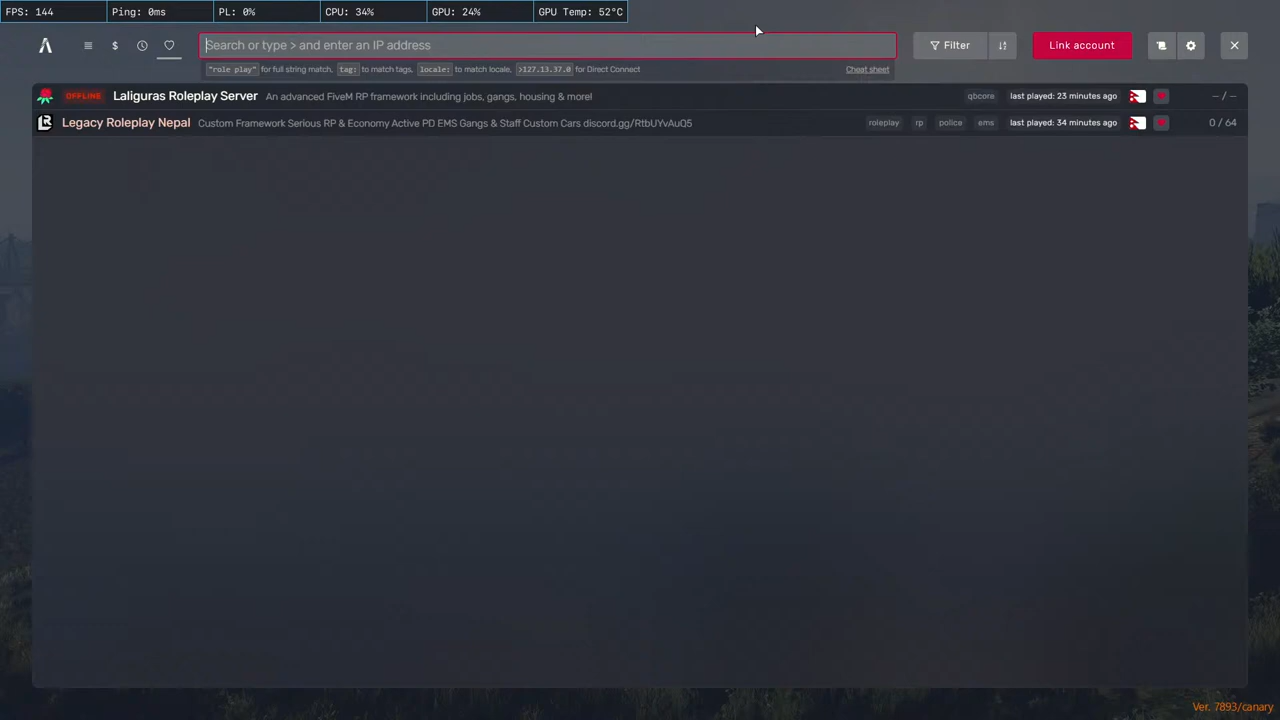 FPS: 144 Ping: 0ms PL: 0% CPU: 34% GPU: 24% GPU Temp: 52°C
$ Search or type > and enter an IP address Filter Link account
"role play" for full string match, tag: to match tags, locale: to match locale, >127.13.37.0 for Direct Connect Cheat sheet
OFFLINE Laliguras Roleplay Server An advanced FiveM RP framework including jobs, gangs, housing & more! qbcore last played: 23 minutes ago – / –
Legacy Roleplay Nepal Custom Framework Serious RP & Economy Active PD EMS Gangs & Staff Custom Cars discord.gg/RtbUYvAuQ5 roleplay rp police ems last played: 34 minutes ago 0 / 64
Ver. 7893/canary